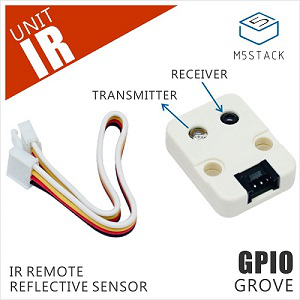 UNIT
IR
M5STACK
RECEIVER
TRANSMITTER
IR REMOTE
REFLECTIVE SENSOR
GPIO
GROVE